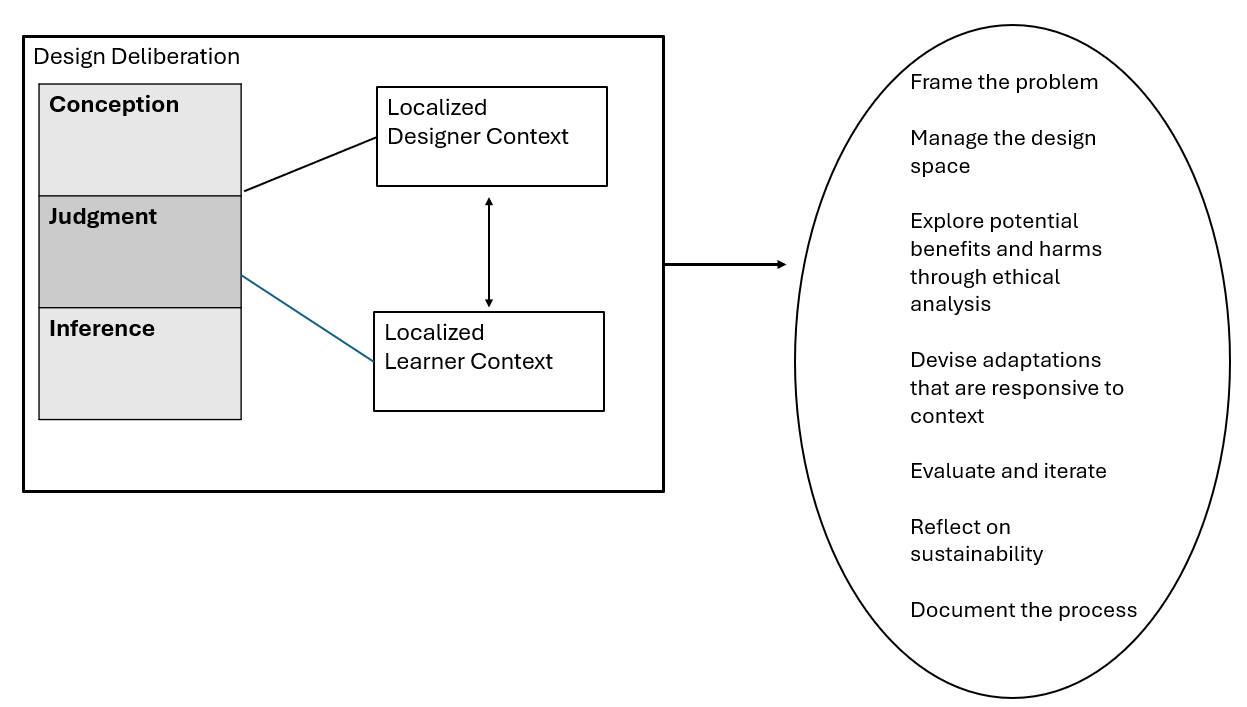 Design Deliberation
Conception
Judgment
Inference
Localized
Designer Context
Localized
Learner Context
Frame the problem
Manage the design
space
Explore potential
benefits and harms
through ethical
analysis
Devise adaptations
that are responsive to
context
Evaluate and iterate
Reflect on
sustainability
Document the process